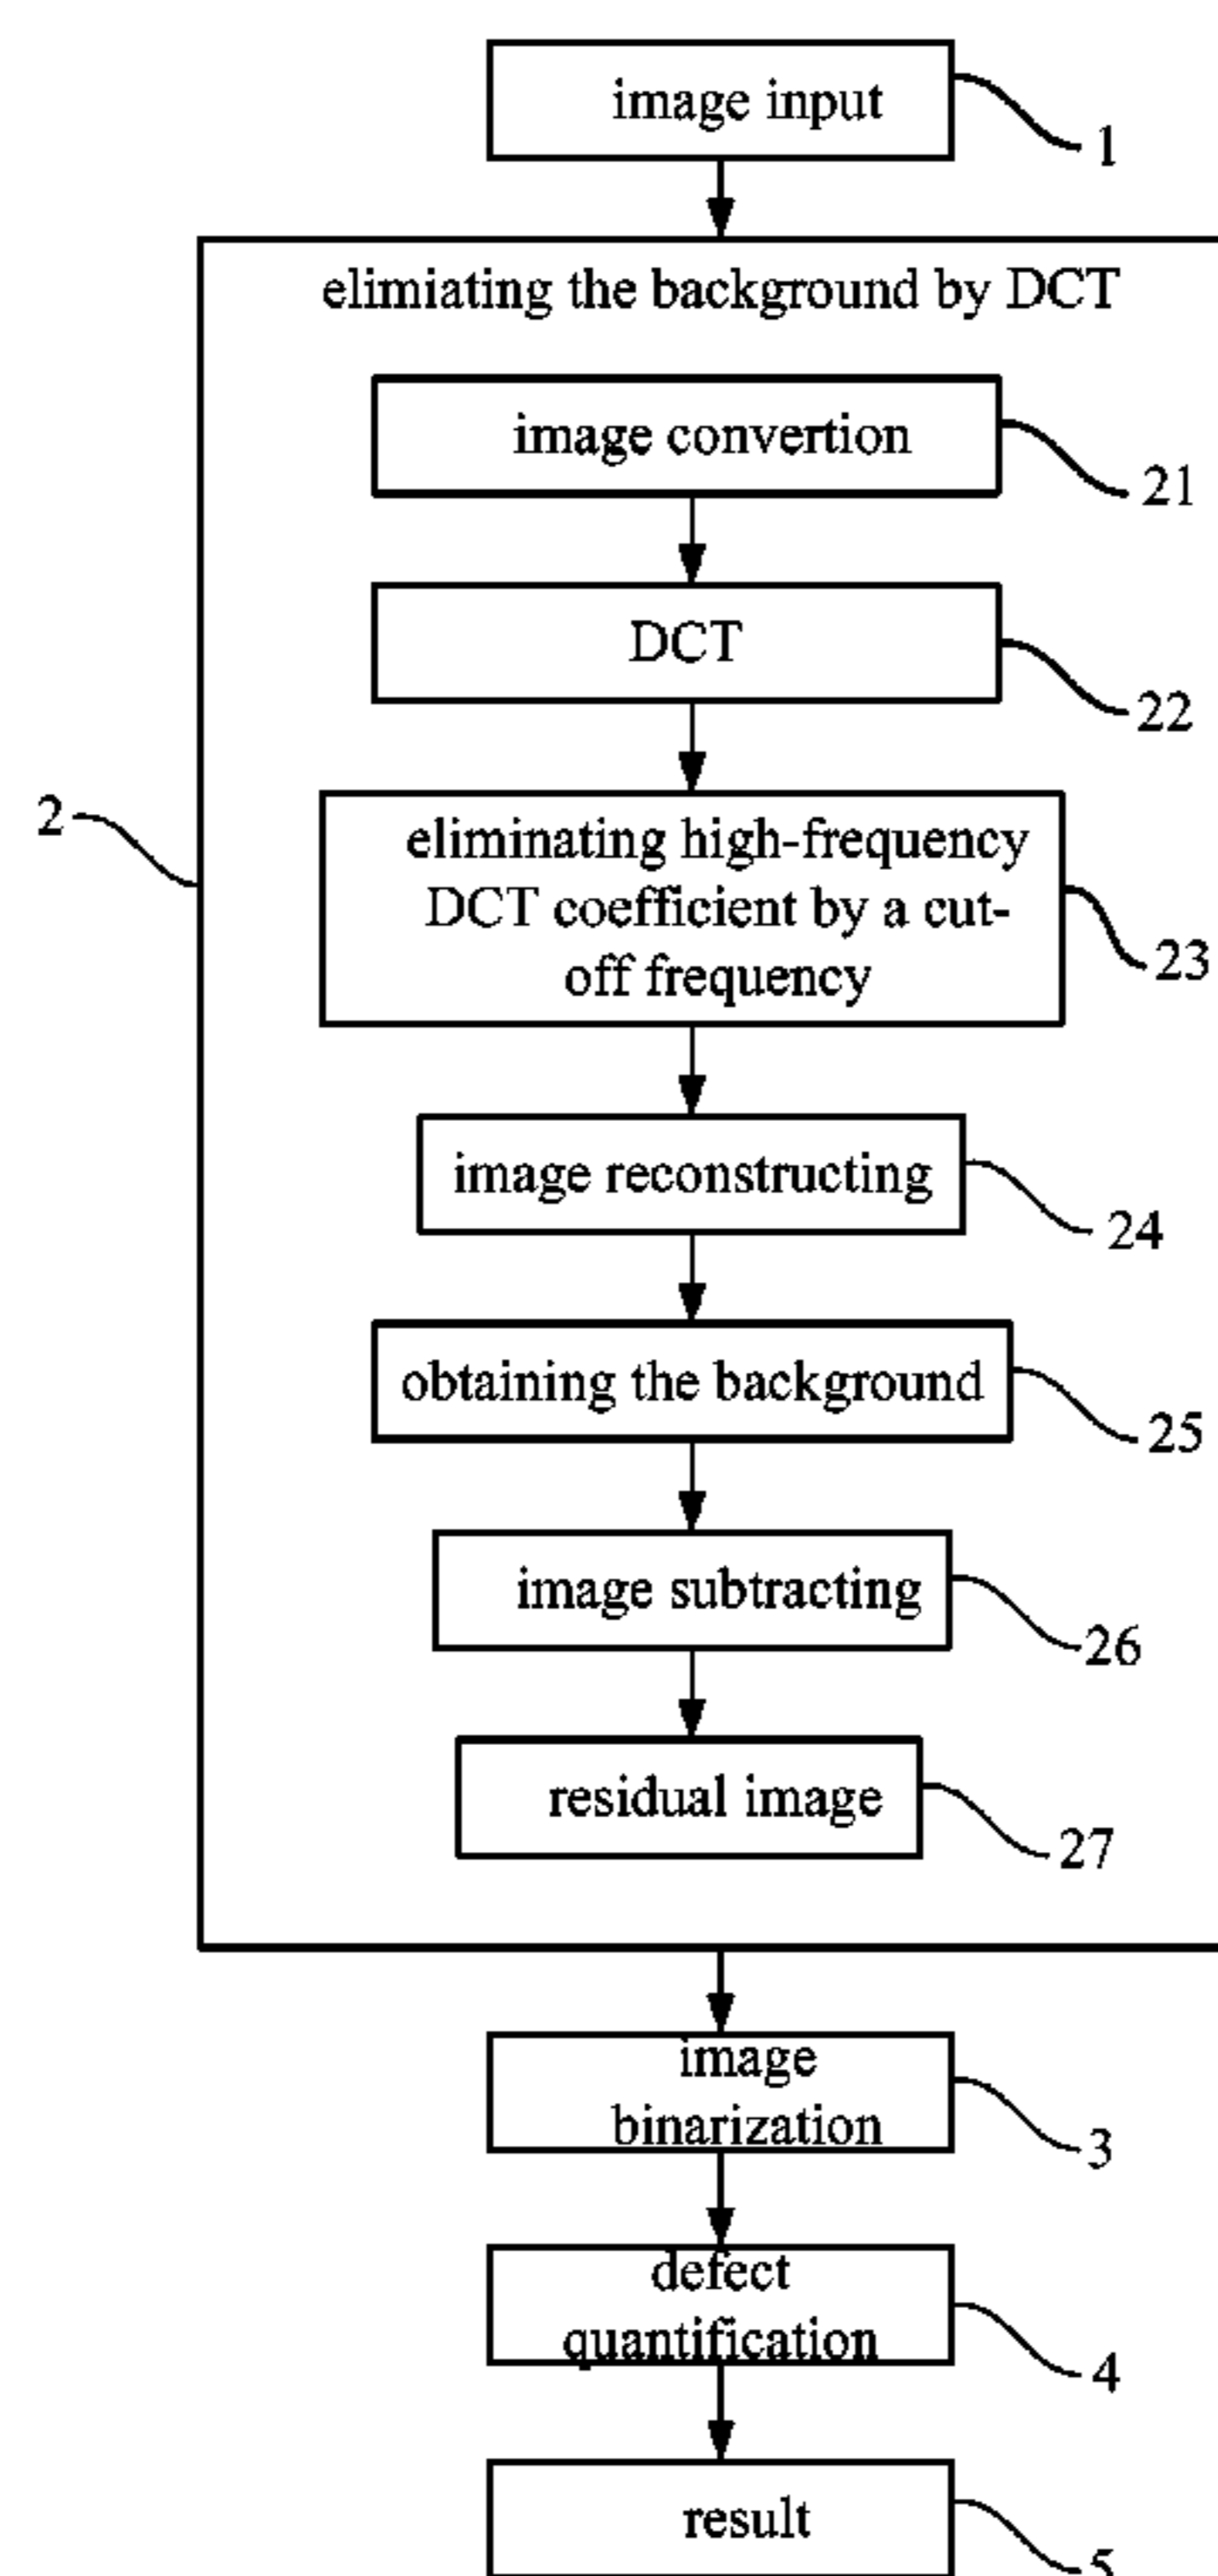 image input
1
elimiating the background by DCT
image convertion
21
DCT
22
2
eliminating high-frequency
DCT coefficient by a cut-
off frequency
23
image reconstructing
24
obtaining the background
25
image subtracting
26
residual image
27
image
binarization
3
defect
quantification
4
result
5